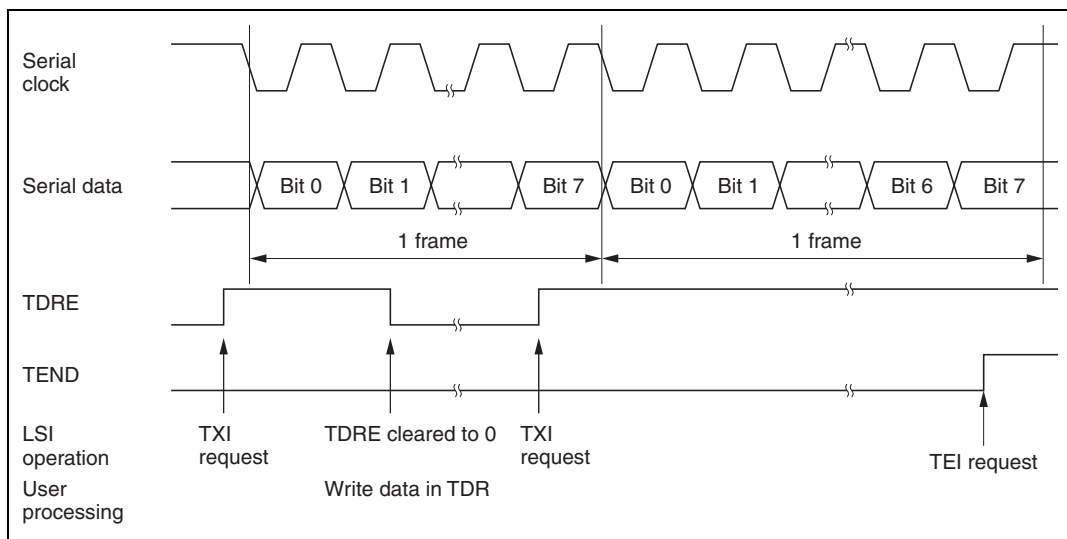 Serial
clock
Serial data
Bit 0
Bit 1
Bit 7
Bit 0
Bit 1
Bit 6
Bit 7
1 frame
1 frame
TDRE
TEND
LSI
operation
TXI
request
TDRE cleared to 0
TXI
request
TEI request
User
processing
Write data in TDR